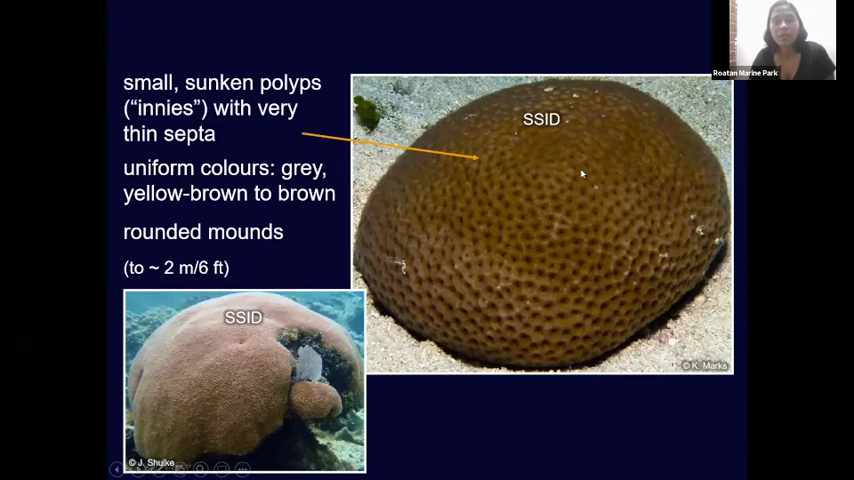 small, sunken polyps
("innies") with very
thin septa
uniform colours: grey,
yellow-brown to brown
rounded mounds
(to ~ 2 m/6 ft)
SSID
© K. Marks
SSID
© J. Shulke
Roatan Marine Park